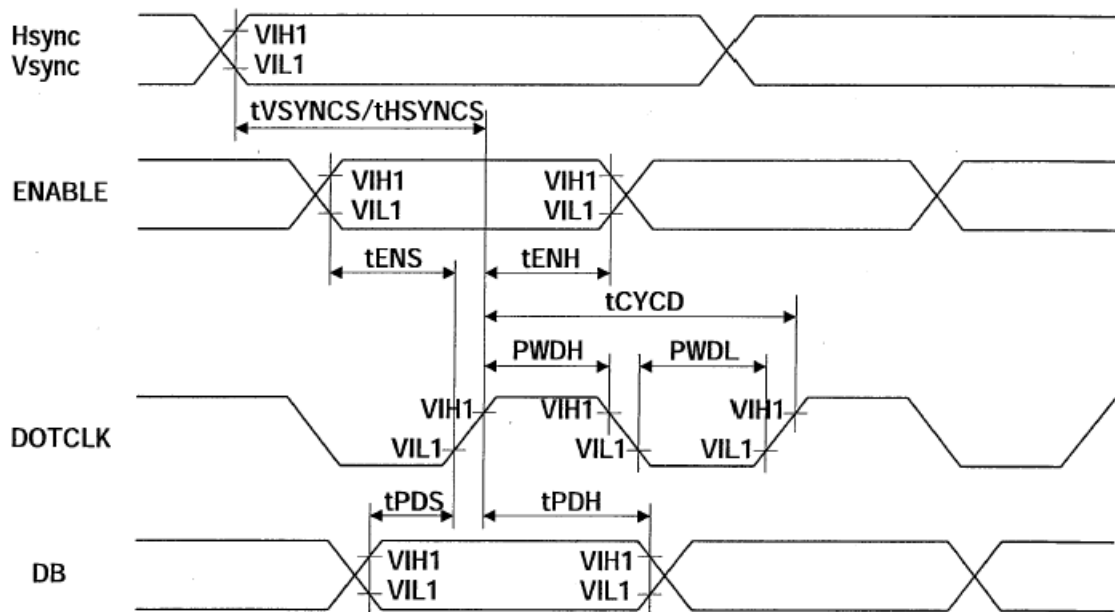 Hsync
Vsync
VIH1
VIL1
tVSYNCS/tHSYNCS
ENABLE
VIH1
VIL1
VIH1
VIL1
tENS
tENH
tCYCD
PWDH
PWDL
DOTCLK
VIH1
VIH1
VIH1
VIL1
VIL1
VIL1
tPDS
tPDH
DB
VIH1
VIL1
VIH1
VIL1